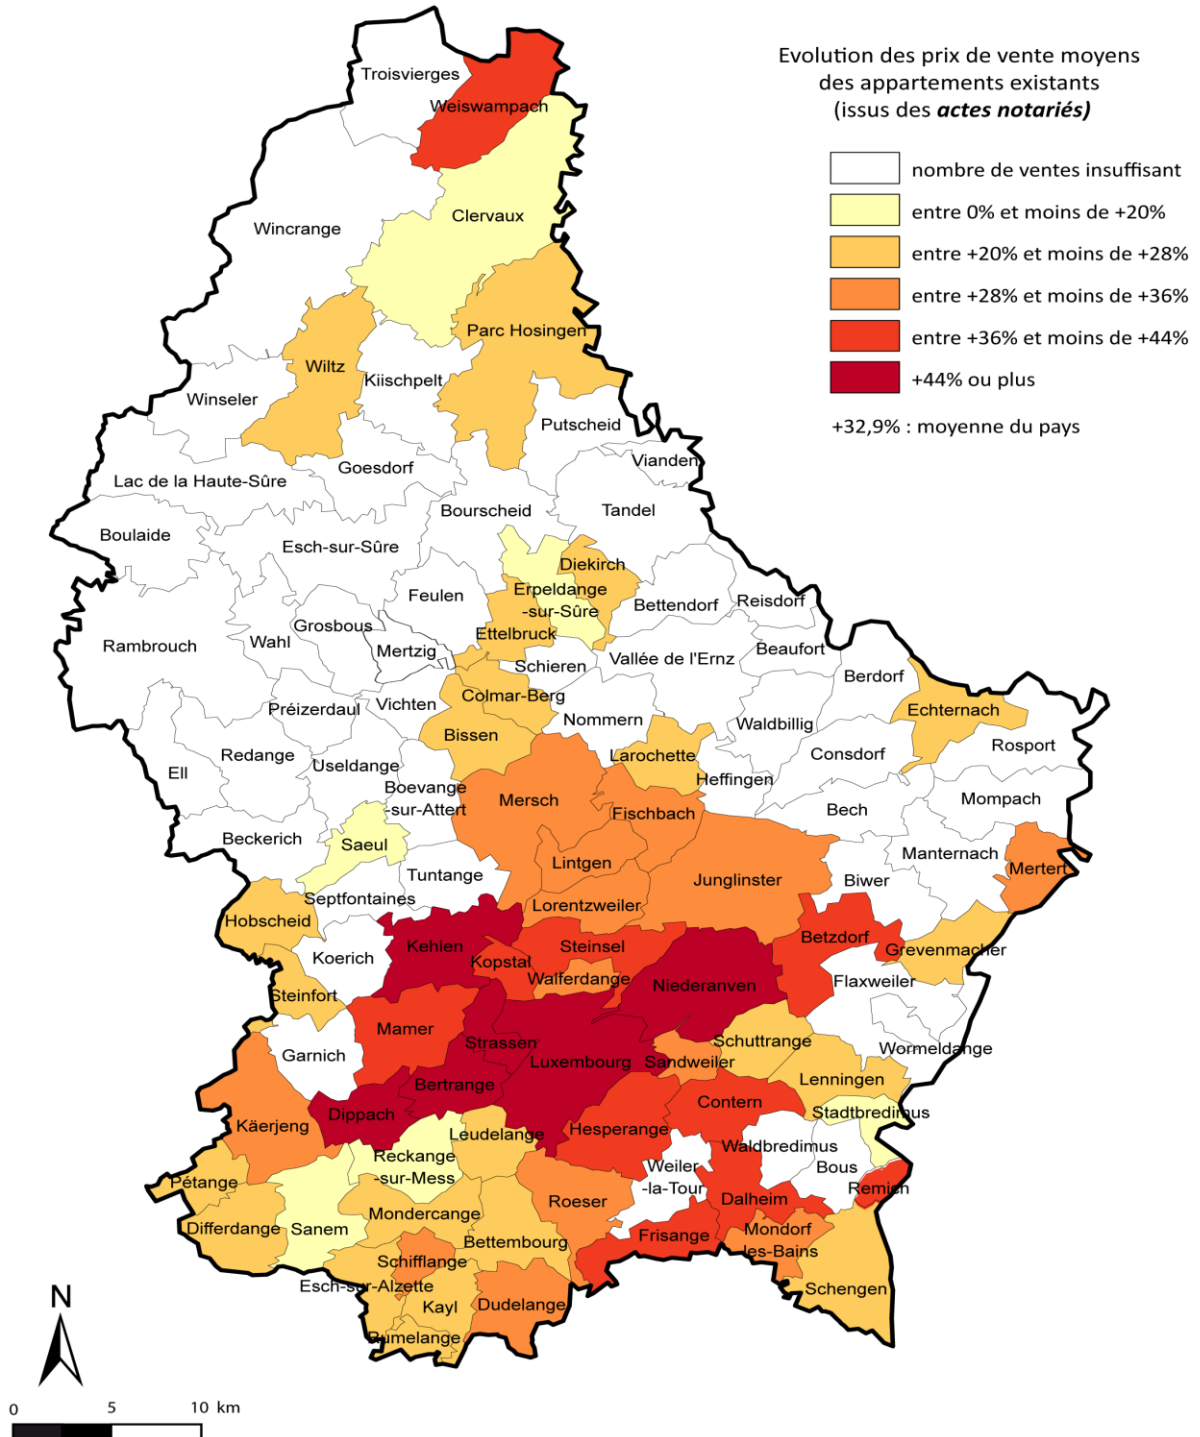 Evolution des prix de vente moyens
des appartements existants
(issus des actes notariés)
nombre de ventes insuffisant
entre 0% et moins de +20%
entre +20% et moins de +28%
entre +28% et moins de +36%
entre +36% et moins de +44%
+44% ou plus
+32,9% : moyenne du pays
Troisvierges
Weiswampach
Clervaux
Wincrange
Parc Hosingen
Wiltz
Kiischpelt
Winseler
Putscheid
Vianden
Goesdorf
Lac de la Haute-Sûre
Bourscheid
Tandel
Boulaide
Esch-sur-Sûre
Diekirch
Erpeldange
-sur-Sûre
Feulen
Bettendorf
Reisdorf
Grosbous
Ettelbruck
Wahl
Rambrouch
Mertzig
Beaufort
Vallée de l'Ernz
Schieren
Berdorf
Colmar-Berg
Vichten
Préizerdaul
Echternach
Nommern
Waldbillig
Bissen
Rosport
Redange
Larochette
Consdorf
Useldange
Ell
Heffingen
Boevange
-sur-Attert
Mersch
Mompach
Fischbach
Bech
Beckerich
Saeul
Manternach
Lintgen
Mertert
Tuntange
Junglinster
Biwer
Septfontaines
Lorentzweiler
Hobscheid
Betzdorf
Kehlen
Steinsel
Grevenmacher
Koerich
Kopstal
Walferdange
Flaxweiler
Niederanven
Steinfort
Mamer
Schuttrange
Strassen
Wormeldange
Garnich
Luxembourg
Sandweiler
Lenningen
Bertrange
Contern
Dippach
Stadtbredimus
Käerjeng
Hesperange
Leudelange
Waldbredimus
Reckange
-sur-Mess
Weiler
-la-Tour
Bous
Pétange
Remich
Roeser
Dalheim
Mondercange
Differdange
Sanem
Mondorf
-les-Bains
Frisange
Bettembourg
Schifflange
Esch-sur-Alzette
Schengen
Kayl
Dudelange
Rumelange
N
0 5 10 km